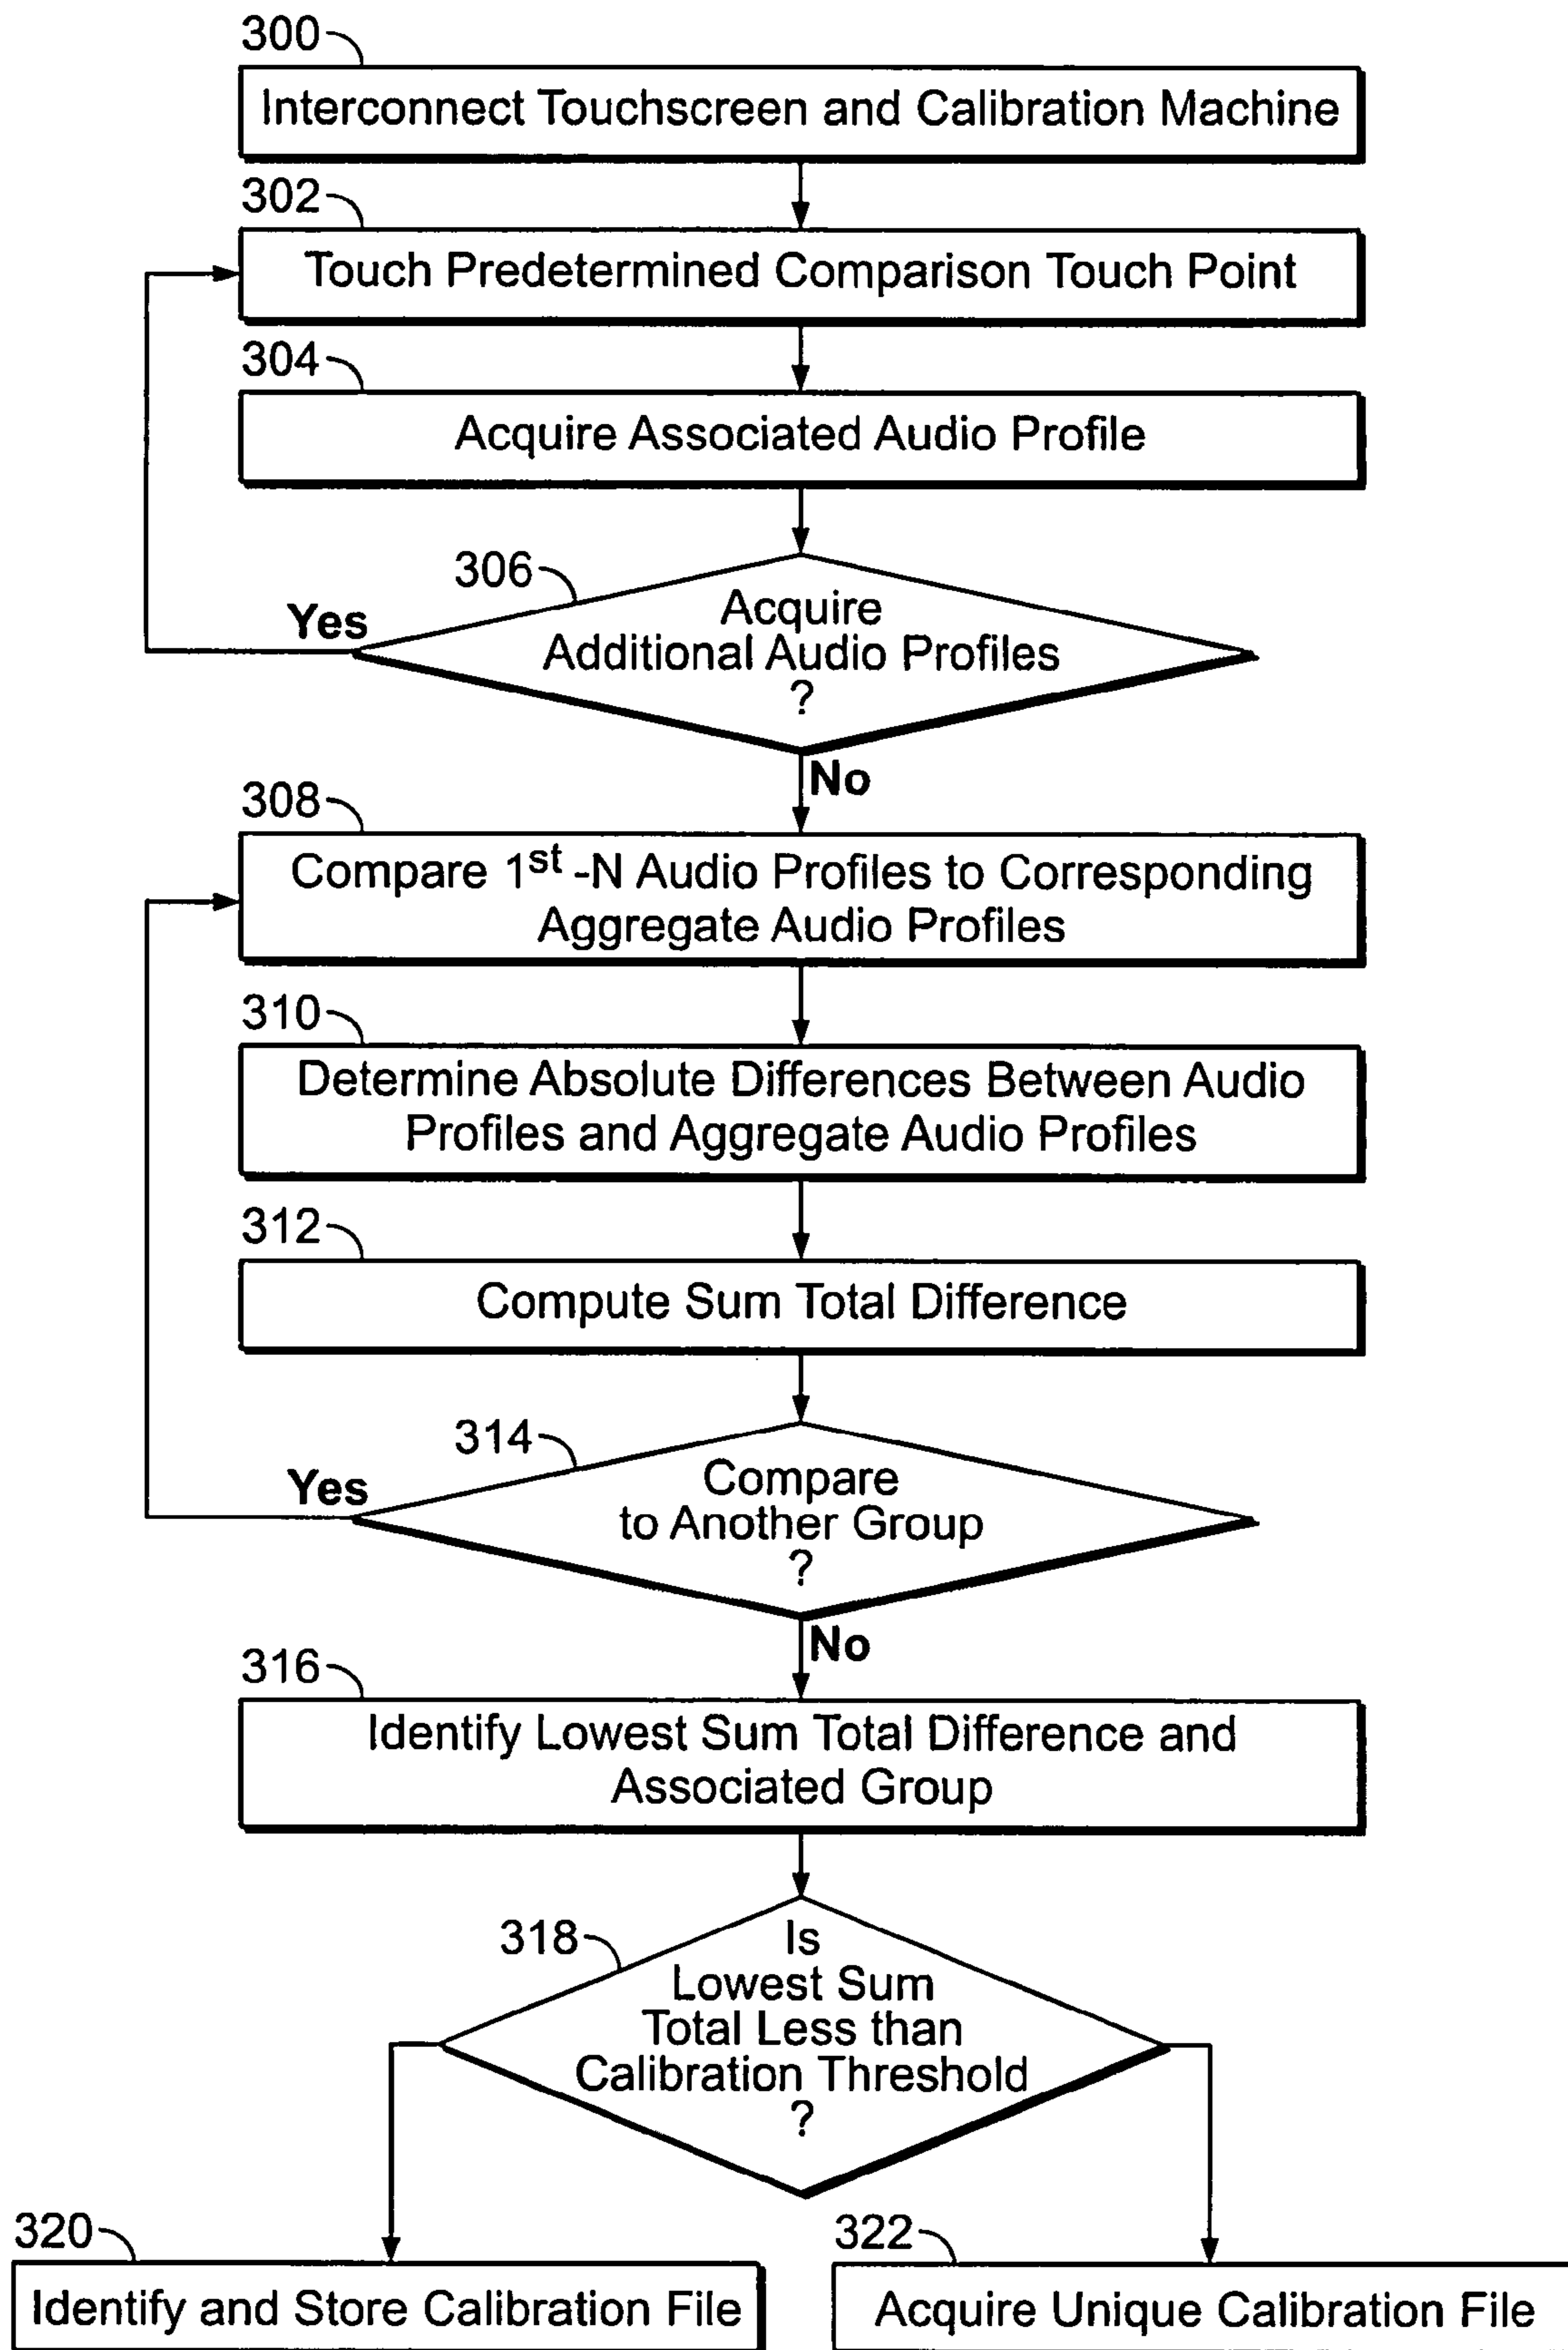 300
Interconnect Touchscreen and Calibration Machine
302
Touch Predetermined Comparison Touch Point
304
Acquire Associated Audio Profile
306
Acquire
Additional Audio Profiles
?
Yes
No
308
Compare 1st -N Audio Profiles to Corresponding
Aggregate Audio Profiles
310
Determine Absolute Differences Between Audio
Profiles and Aggregate Audio Profiles
312
Compute Sum Total Difference
314
Compare
to Another Group
?
Yes
No
316
Identify Lowest Sum Total Difference and
Associated Group
318
Is
Lowest Sum
Total Less than
Calibration Threshold
?
320
Identify and Store Calibration File
322
Acquire Unique Calibration File